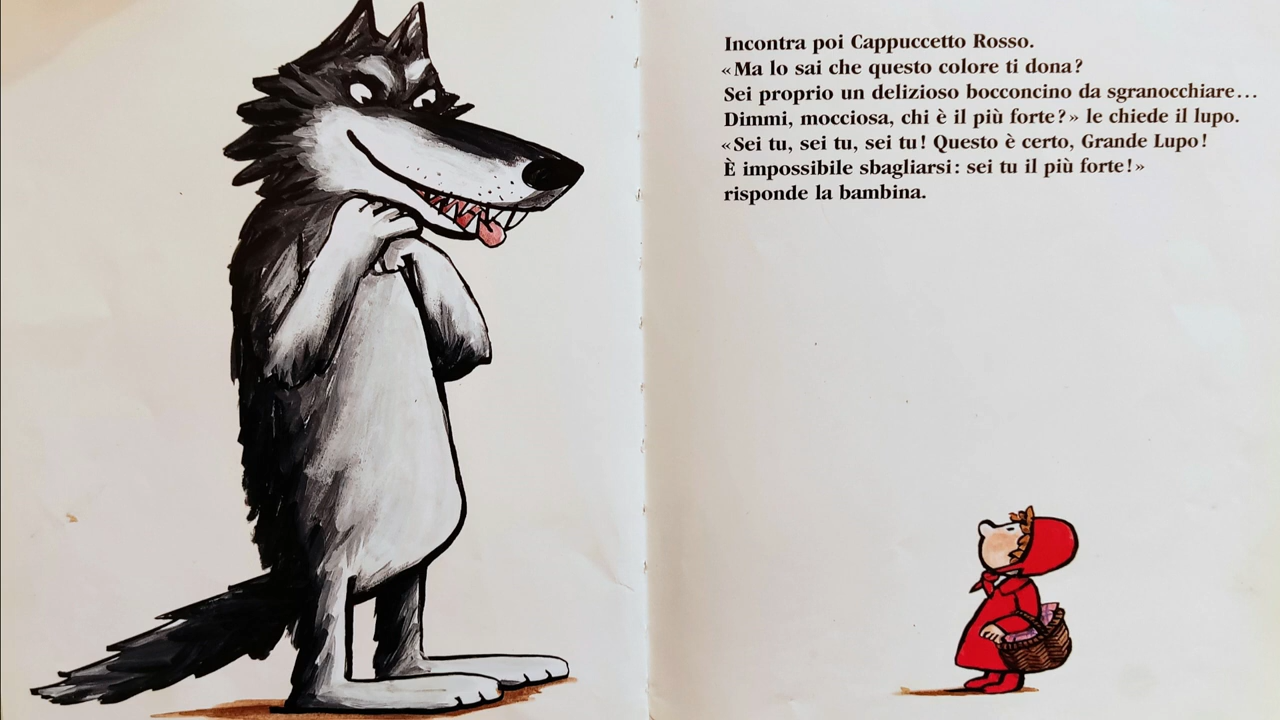 Incontra poi Cappuccetto Rosso.
«Ma lo sai che questo colore ti dona?
Sei proprio un delizioso bocconcino da sgranocchiare...
Dimmi, mocciosa, chi è il più forte?» le chiede il lupo.
«Sei tu, sei tu, sei tu! Questo è certo, Grande Lupo!
È impossibile sbagliarsi: sei tu il più forte!»
risponde la bambina.